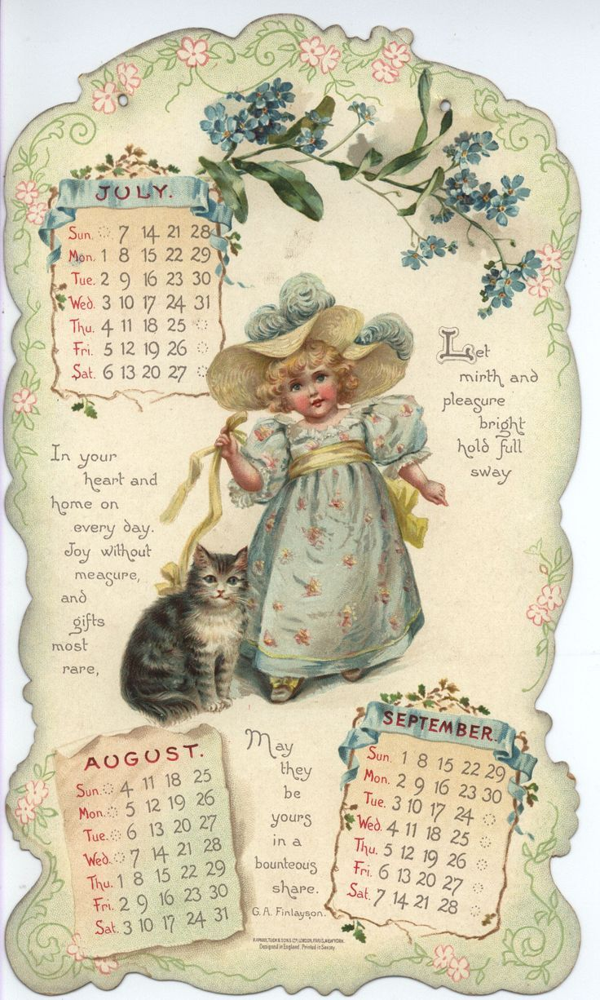 JULY.
Sun. 7 14 21 28
Mon. 1 8 15 22 29
Tue. 2 9 16 23 30
Wed. 3 10 17 24 31
Thu. 4 11 18 25
Fri. 5 12 19 26
Sat. 6 13 20 27
Let
mirth and
pleasure
bright
hold full
sway
In your
heart and
home on
every day.
Joy without
measure,
and
gifts
most
rare,
May
they
be
yours
in a
bounteous
share.
G. A. Finlayson.
AUGUST.
Sun. 4 11 18 25
Mon. 5 12 19 26
Tue. 6 13 20 27
Wed. 7 14 21 28
Thu. 1 8 15 22 29
Fri. 2 9 16 23 30
Sat. 3 10 17 24 31
SEPTEMBER.
Sun. 1 8 15 22 29
Mon. 2 9 16 23 30
Tue. 3 10 17 24
Wed. 4 11 18 25
Thu. 5 12 19 26
Fri. 6 13 20 27
Sat. 7 14 21 28
RAPHAEL TUCK & SONS LTD, LONDON, PARIS, NEW YORK.
Designed in England. Printed in Saxony.